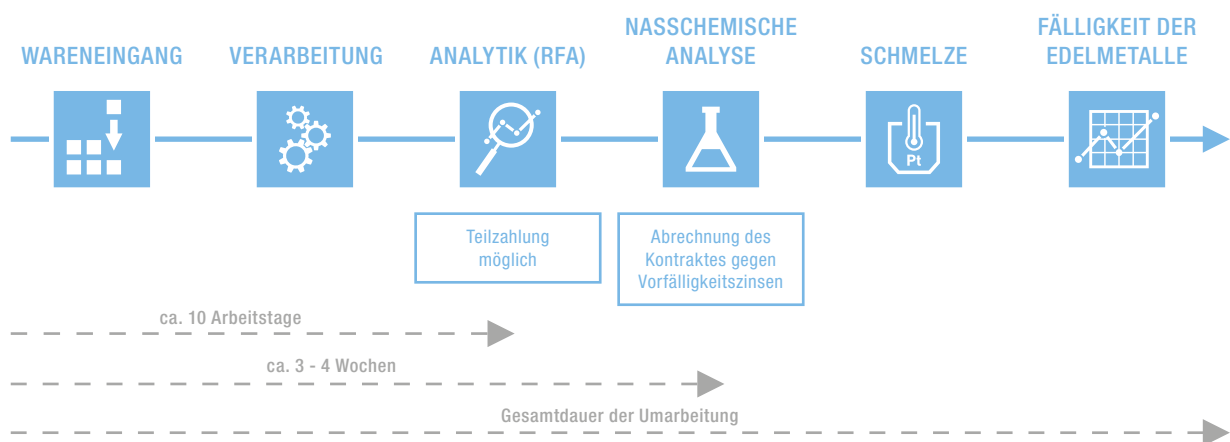 WARENEINGANG
VERARBEITUNG
ANALYTIK (RFA)
NASSCHEMISCHE
ANALYSE
SCHMELZE
FÄLLIGKEIT DER
EDELMETALLE
Pt
Teilzahlung
möglich
Abrechnung des
Kontraktes gegen
Vorfälligkeitszinsen
ca. 10 Arbeitstage
ca. 3 - 4 Wochen
Gesamtdauer der Umarbeitung